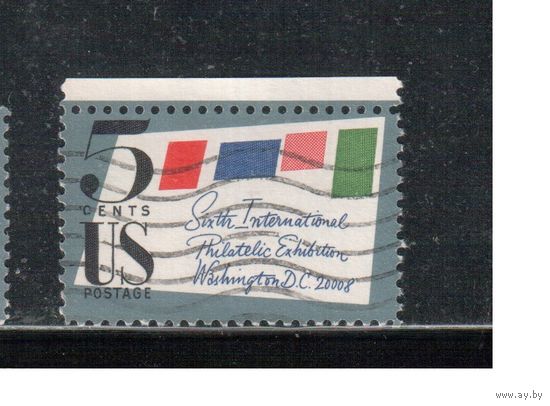 5
CENTS
US
POSTAGE
Sixth International
Philatelic Exhibition
Washington D.C. 20008
www.ay.by